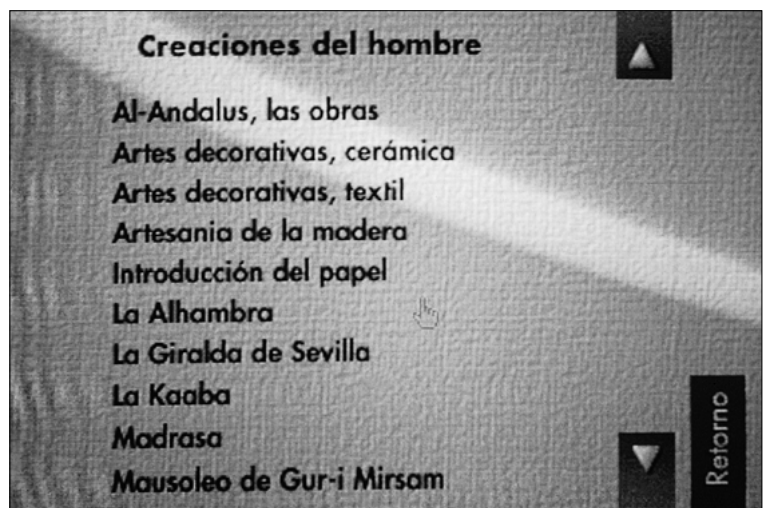 Creaciones del hombre
Al-Andalus, las obras
Artes decorativas, cerámica
Artes decorativas, textil
Artesania de la madera
Introducción del papel
La Alhambra
La Giralda de Sevilla
La Kaaba
Madrasa
Mausoleo de Gur-i Mirsam
Retorno